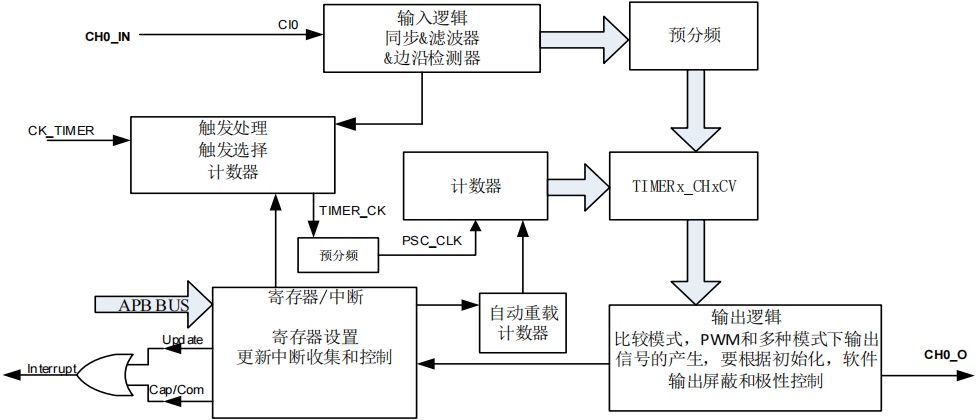 CH0_IN
CI0
输入逻辑
同步&滤波器
&边沿检测器
预分频
CK_TIMER
触发处理
触发选择
计数器
计数器
TIMERx_CHxCV
TIMER_CK
预分频
PSC_CLK
APB BUS
寄存器/中断
寄存器设置
更新中断收集和控制
自动重载
计数器
输出逻辑
比较模式，PWM和多种模式下输出
信号的产生，要根据初始化，软件
输出屏蔽和极性控制
CH0_O
Update
Interrupt
Cap/Com